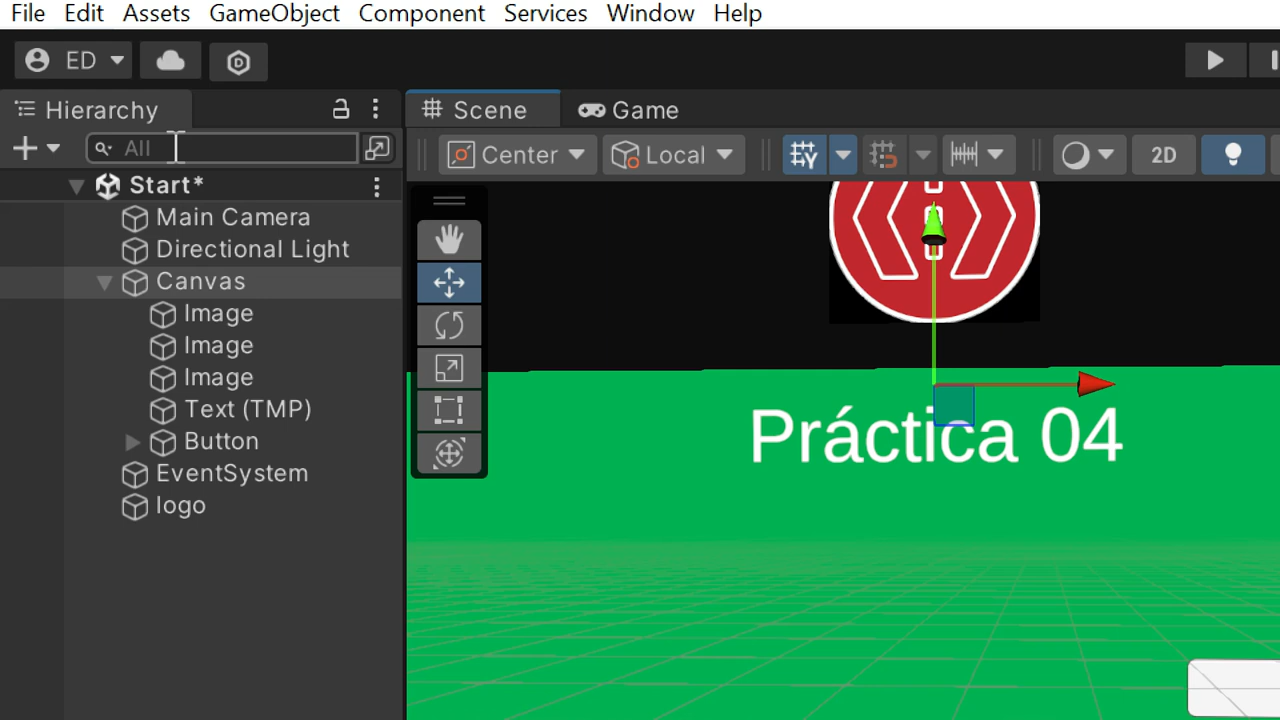 File Edit Assets GameObject Component Services Window Help
ED
Hierarchy
Scene
Game
All
Center
Local
2D
Start*
Main Camera
Directional Light
Canvas
Image
Image
Image
Text (TMP)
Button
EventSystem
logo
Práctica 04